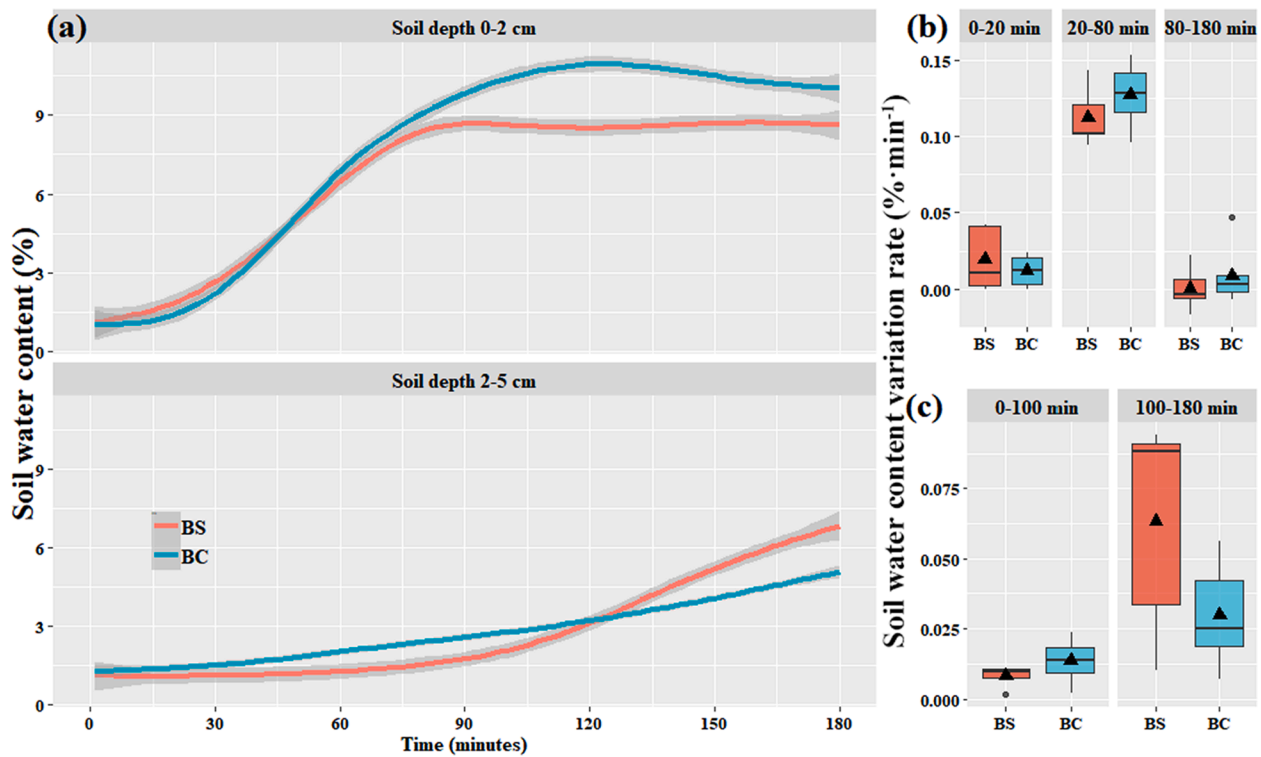 (a)
Soil depth 0-2 cm
Soil water content (%)
9
6
3
0
Soil depth 2-5 cm
9
6
3
0
BS
BC
0 30 60 90 120 150 180
Time (minutes)
(b)
0-20 min 20-80 min 80-180 min
Soil water content variation rate (%·min⁻¹)
0.15
0.10
0.05
0.00
BS BC BS BC BS BC
(c)
0-100 min 100-180 min
0.075
0.050
0.025
0.000
BS BC BS BC